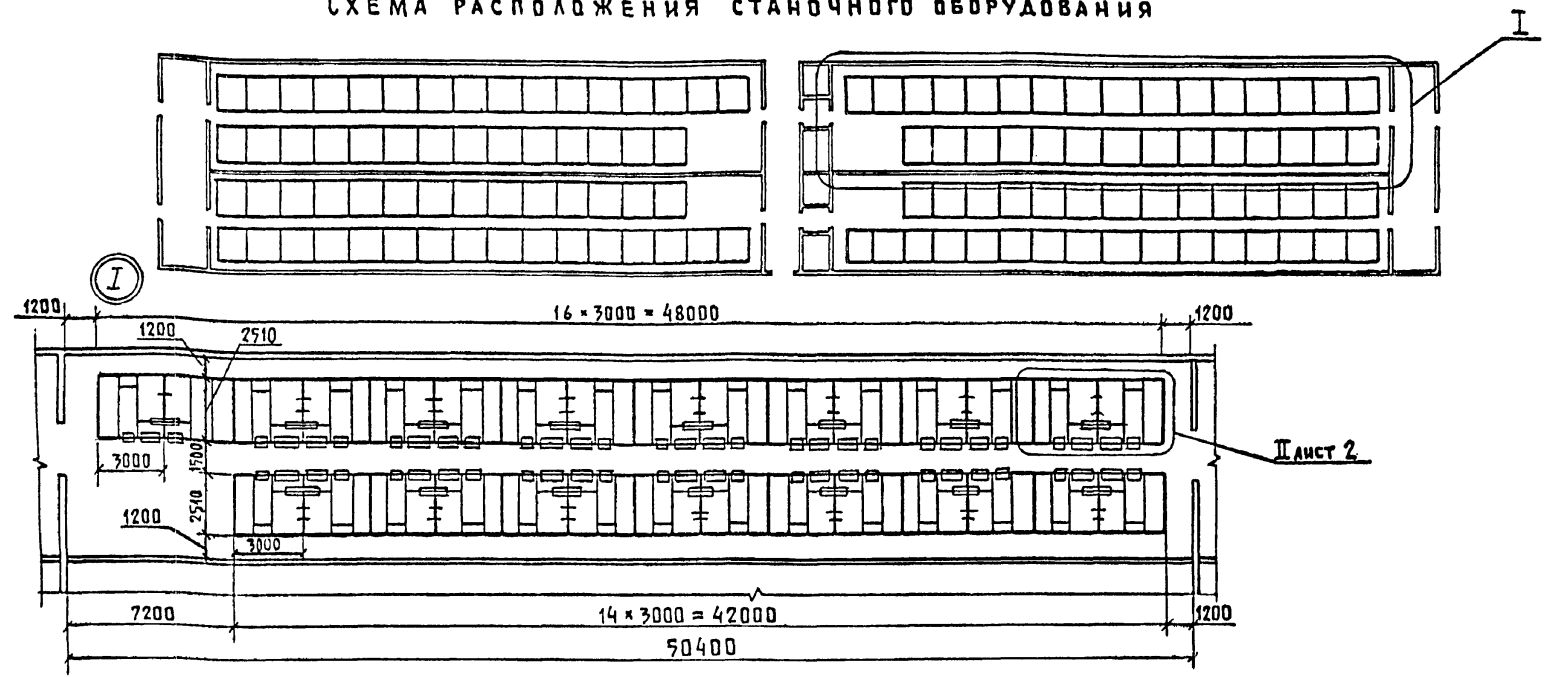 СХЕМА РАСПОЛОЖЕНИЯ СТАНОЧНОГО ОБОРУДОВАНИЯ
I
I
1200
16 × 3000 = 48000
1200
1200
2510
3000
1500
II лист 2
2510
1200
3000
7200
14 × 3000 = 42000
1200
50400